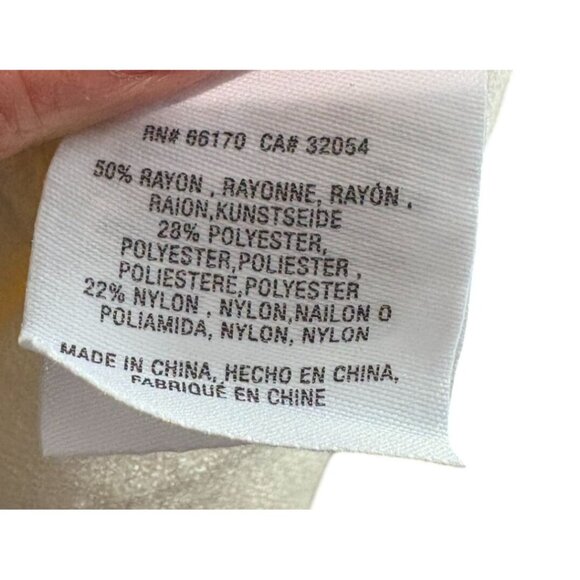 RN# 66170 CA# 32054
50% RAYON , RAYONNE, RAYÓN ,
RAION,KUNSTSEIDE
28% POLYESTER,
POLYESTER,POLIESTER ,
POLIESTERE,POLYESTER
22% NYLON , NYLON,NAILON O
POLIAMIDA, NYLON, NYLON
MADE IN CHINA, HECHO EN CHINA,
FABRIQUÉ EN CHINE